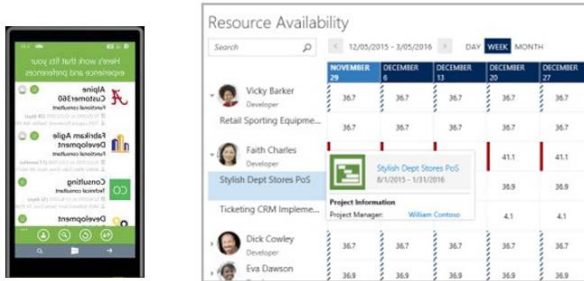 Here's work that fits your
experience and preferences
Alpine
Customer360
Functional consultant
Fabrikam Agile
Development
Functional consultant
Consulting
Technical consultant
Development
Resource Availability
Search
12/05/2015 - 3/05/2016 DAY WEEK MONTH
NOVEMBER DECEMBER DECEMBER DECEMBER DECEMBER
29 6 13 20 27
Vicky Barker 36.7 36.7 36.7 36.7 36.7
Developer
Retail Sporting Equipme... 36.7 36.7 36.7 36.7 36.7
Faith Charles 41.1 41.1
Developer
Stylish Dept Stores PoS 36.9 36.9
Ticketing CRM Impleme... 4.1 4.1
Stylish Dept Stores PoS
8/1/2015 - 1/31/2016
Project Information
Project Manager: William Contoso
Dick Cowley 36.7 36.7 36.7 36.7 36.7
Developer
Eva Dawson 36.9 36.9 36.9 36.9 36.9